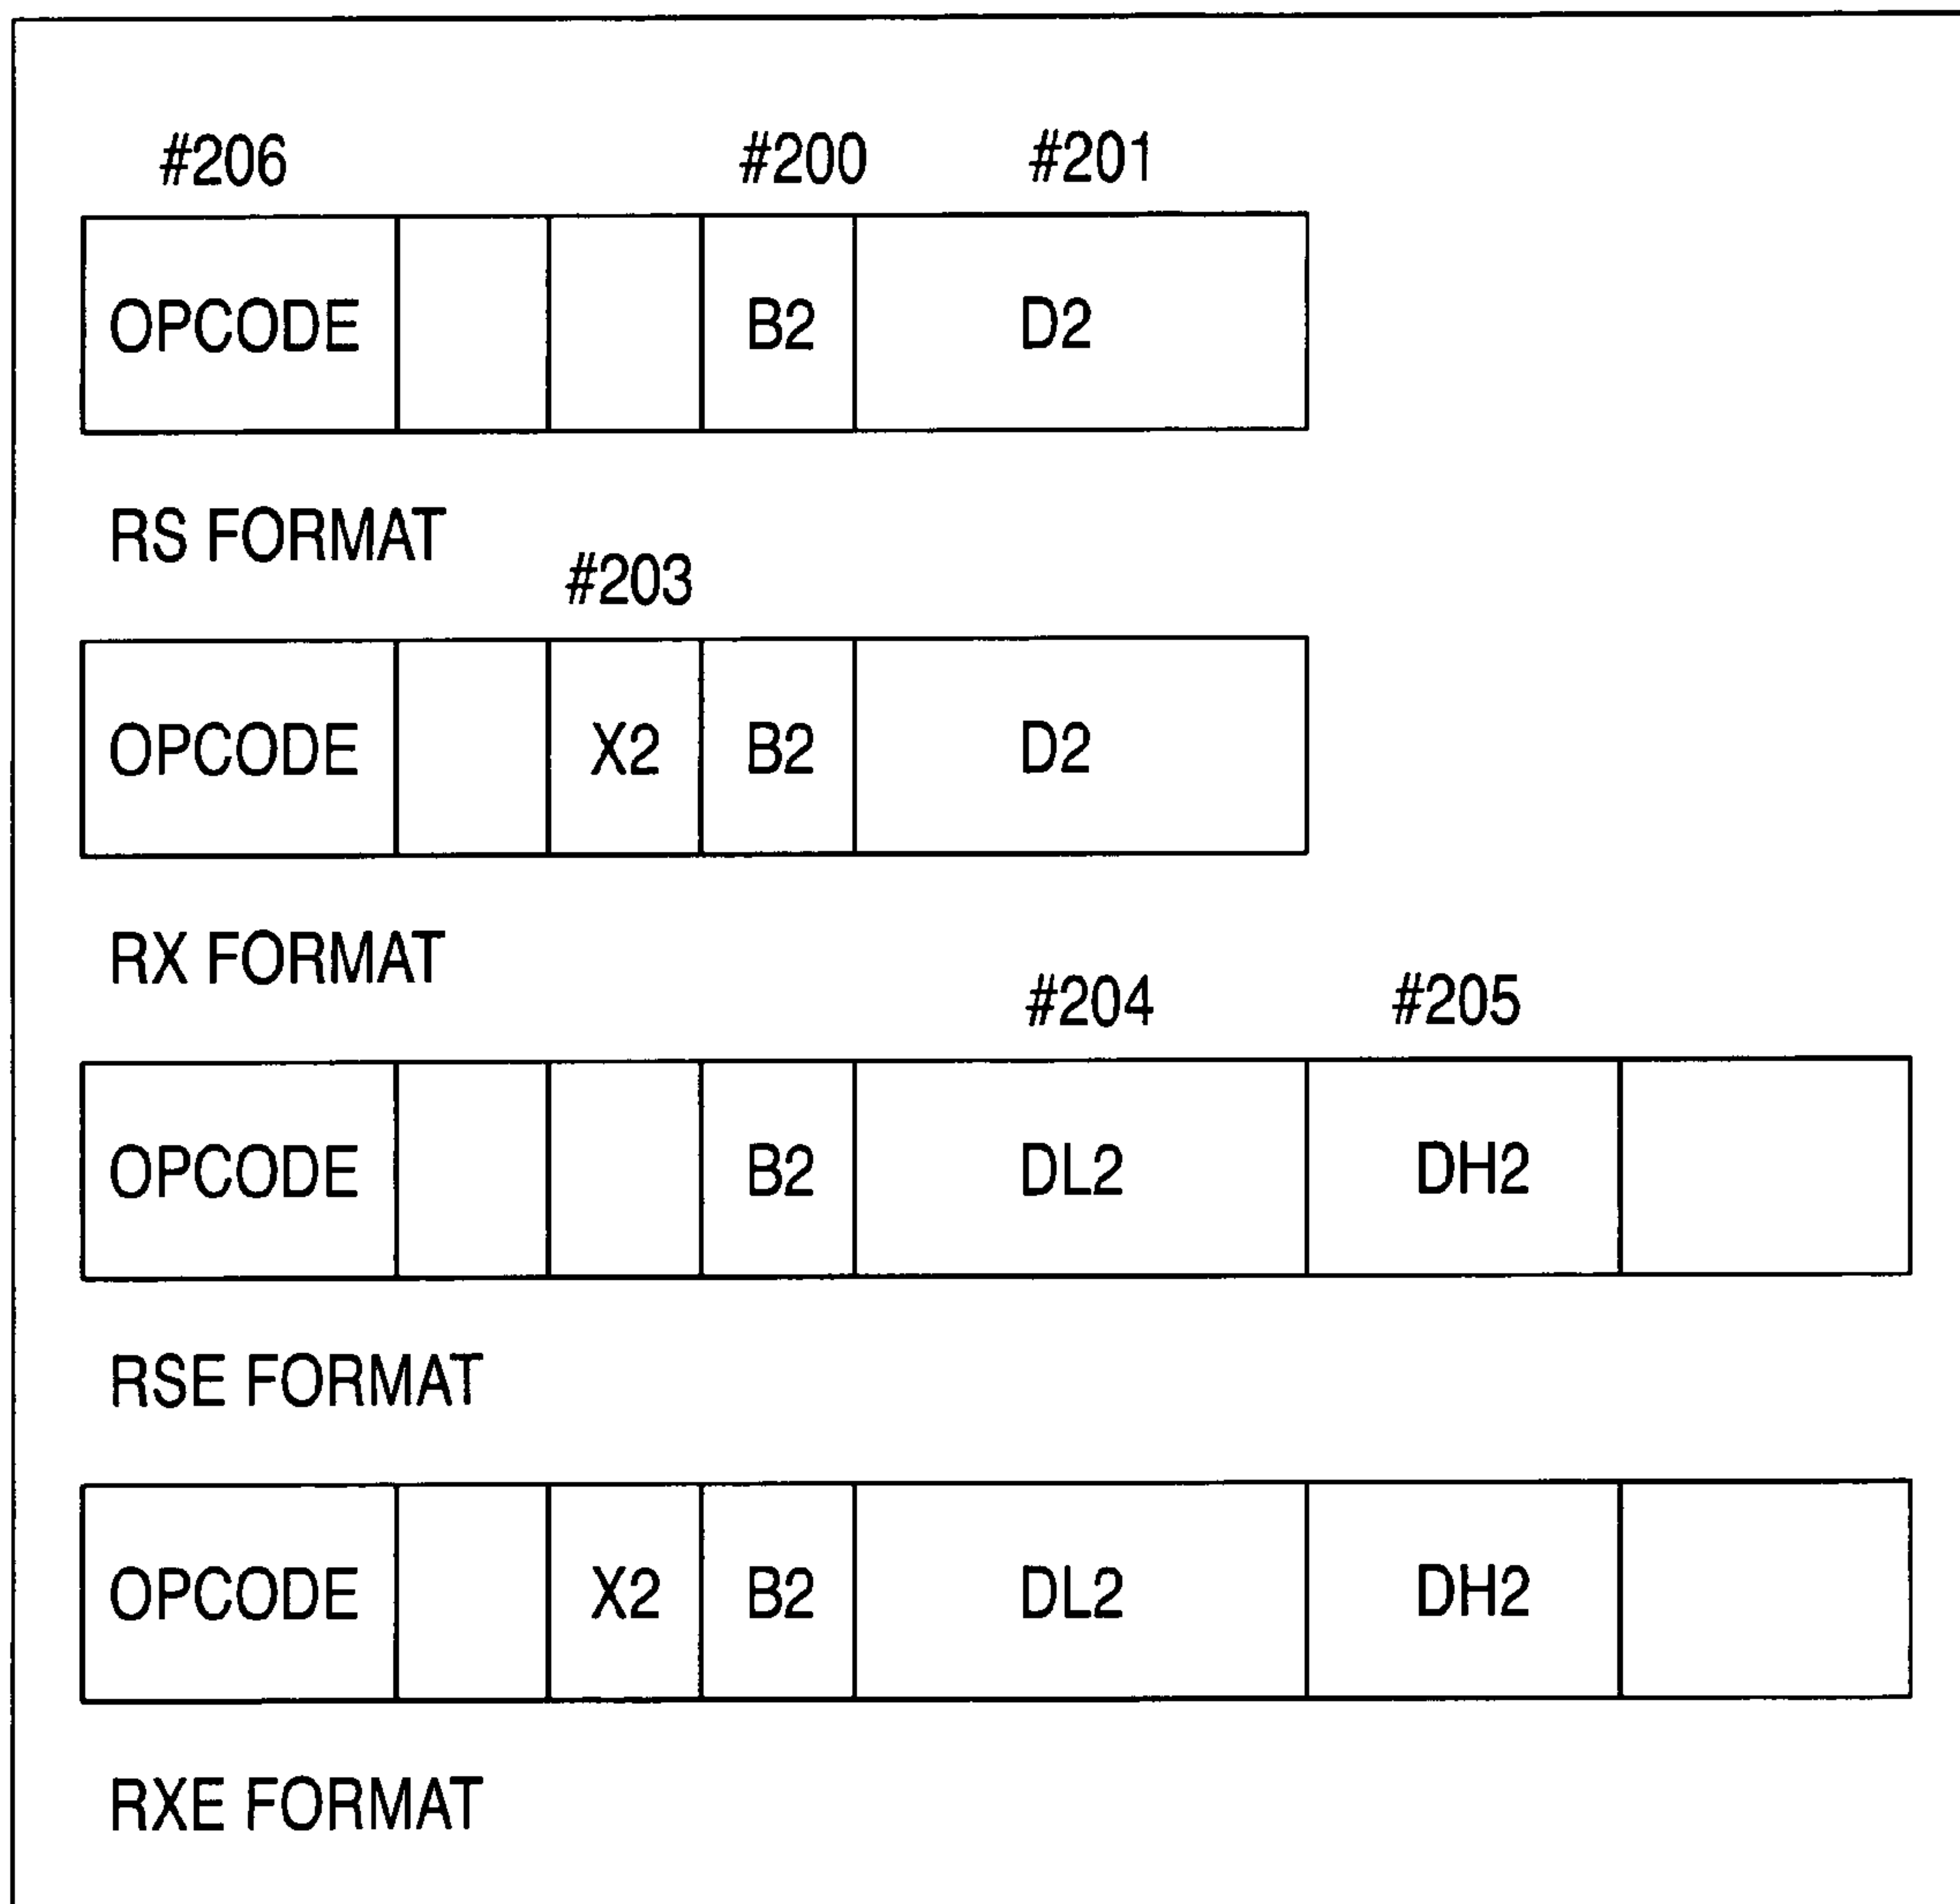 #206 #200 #201
OPCODE B2 D2
RS FORMAT
#203
OPCODE X2 B2 D2
RX FORMAT
#204 #205
OPCODE B2 DL2 DH2
RSE FORMAT
OPCODE X2 B2 DL2 DH2
RXE FORMAT